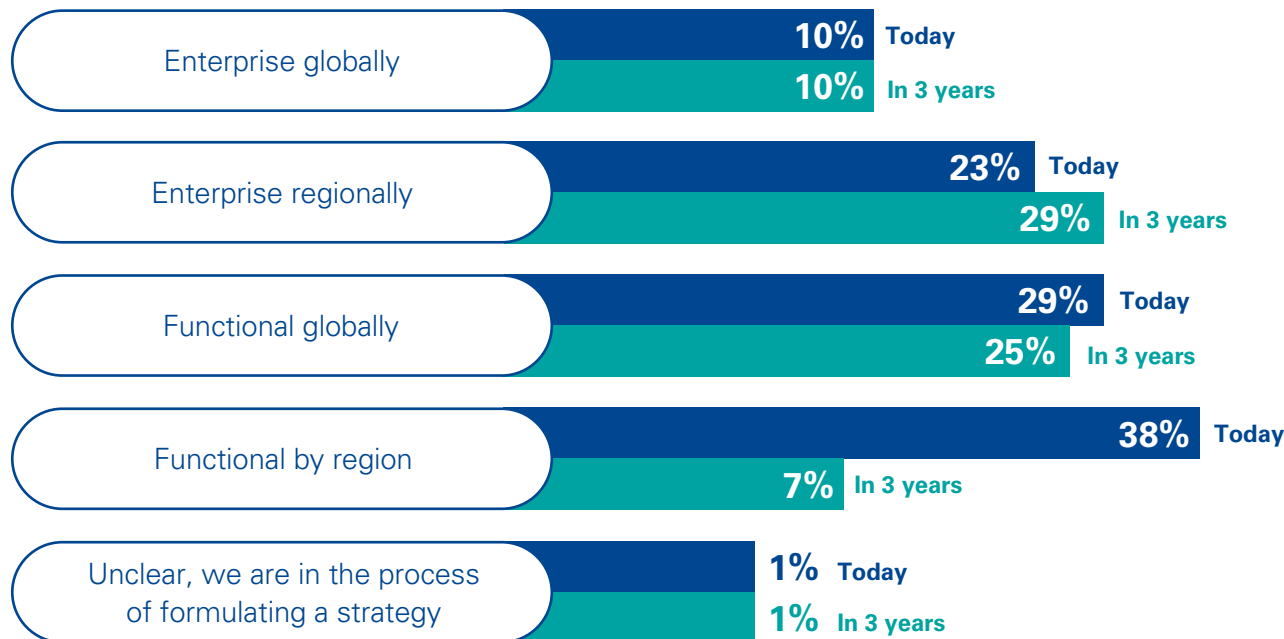 Enterprise globally
10% Today
10% In 3 years
Enterprise regionally
23% Today
29% In 3 years
Functional globally
29% Today
25% In 3 years
Functional by region
38% Today
7% In 3 years
Unclear, we are in the process
of formulating a strategy
1% Today
1% In 3 years